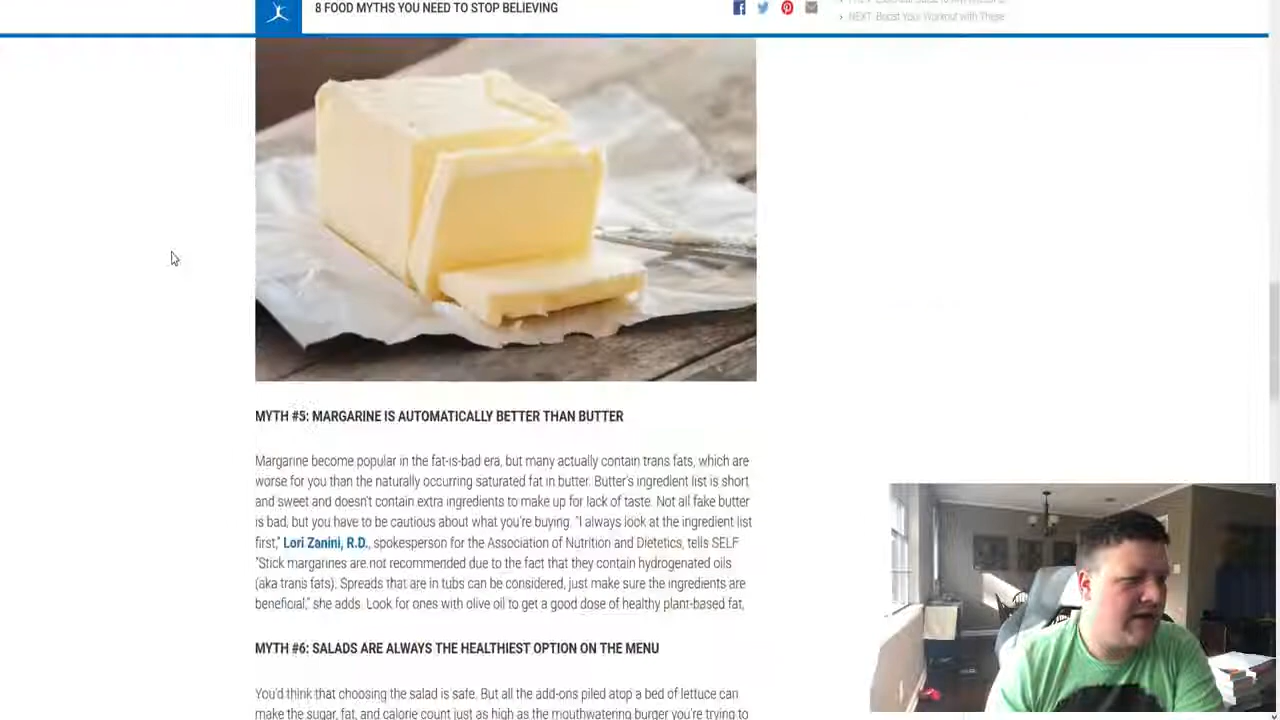 8 FOOD MYTHS YOU NEED TO STOP BELIEVING
NEXT Boost Your Workout with These
MYTH #5: MARGARINE IS AUTOMATICALLY BETTER THAN BUTTER
Margarine become popular in the fat-is-bad era, but many actually contain trans fats, which are
worse for you than the naturally occurring saturated fat in butter. Butter's ingredient list is short
and sweet and doesn't contain extra ingredients to make up for lack of taste. Not all fake butter
is bad, but you have to be cautious about what you're buying. "I always look at the ingredient list
first," Lori Zanini, R.D., spokesperson for the Association of Nutrition and Dietetics, tells SELF
"Stick margarines are not recommended due to the fact that they contain hydrogenated oils
(aka trans fats). Spreads that are in tubs can be considered, just make sure the ingredients are
beneficial," she adds. Look for ones with olive oil to get a good dose of healthy plant-based fat,
MYTH #6: SALADS ARE ALWAYS THE HEALTHIEST OPTION ON THE MENU
You'd think that choosing the salad is safe. But all the add-ons piled atop a bed of lettuce can
make the sugar, fat, and calorie count just as high as the mouthwatering burger you're trying to